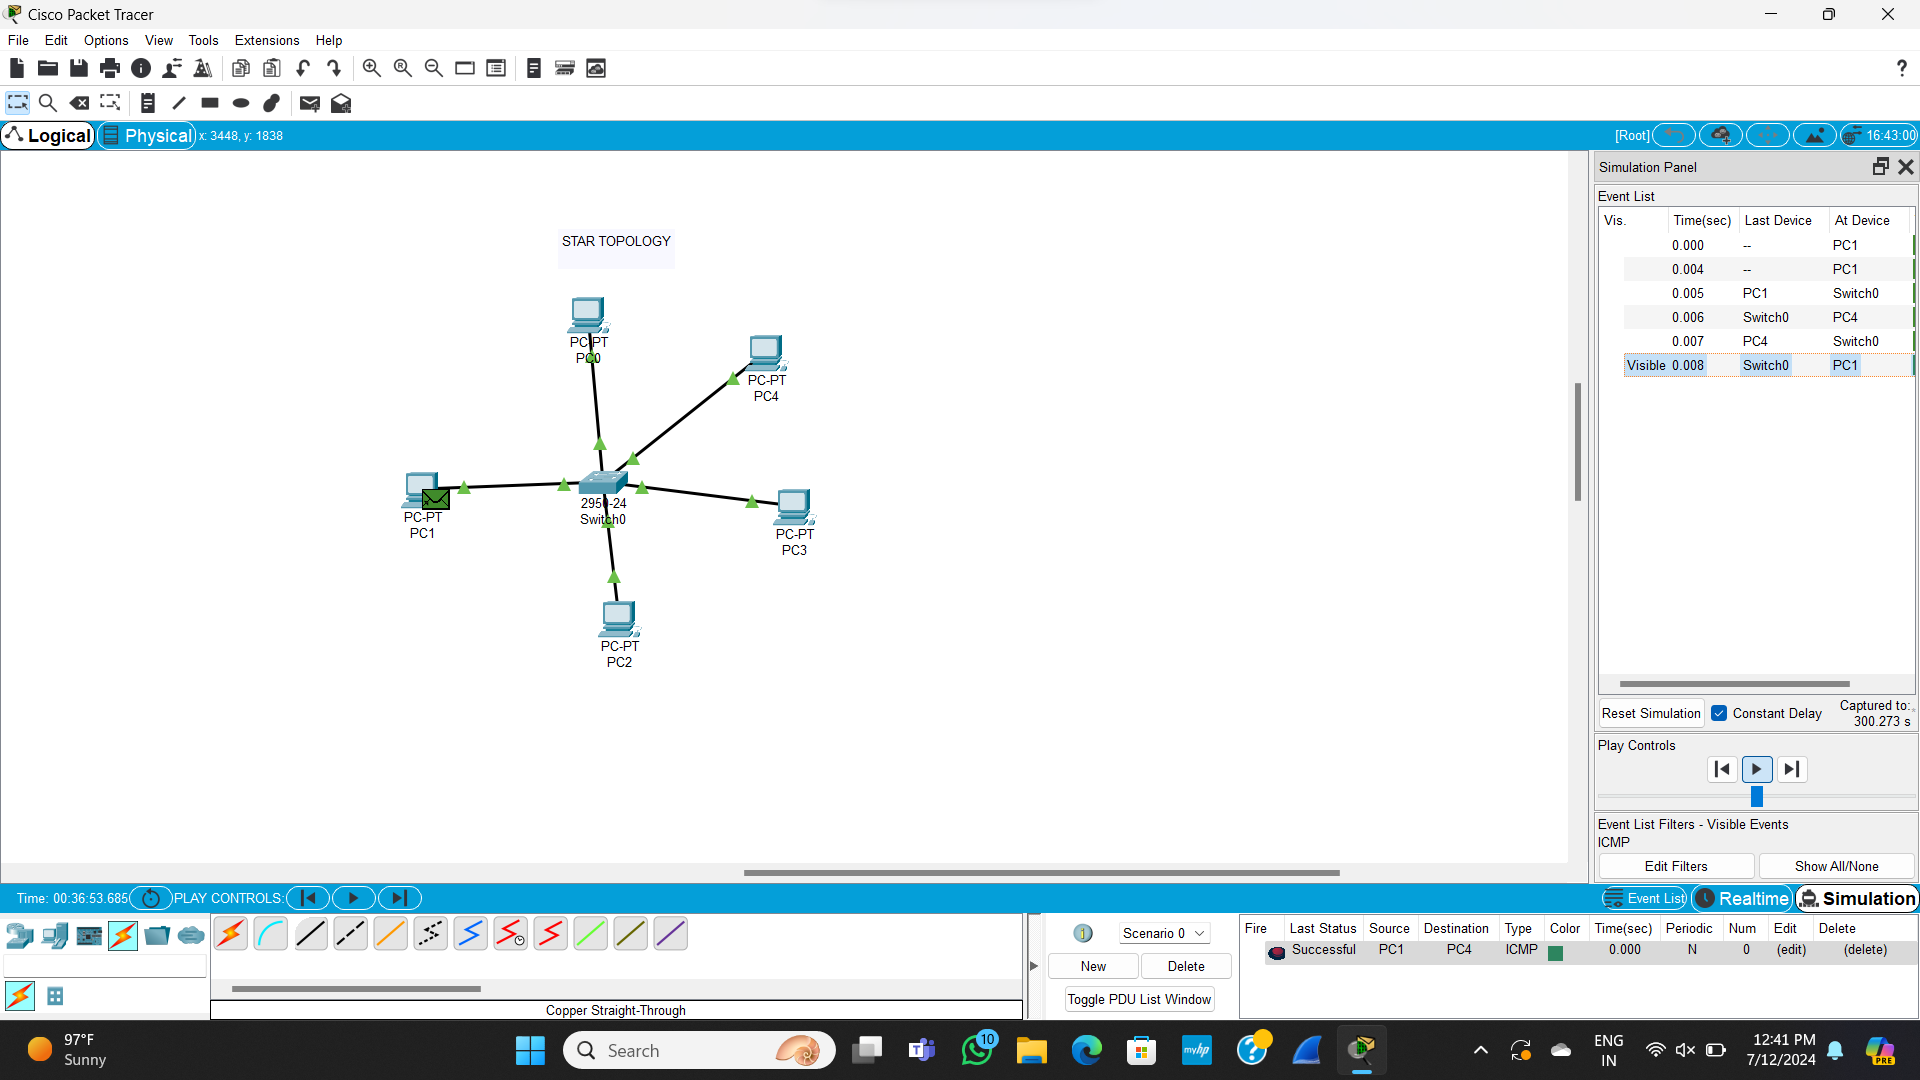 Cisco Packet Tracer
File Edit Options View Tools Extensions Help
Logical Physical x: 3448, y: 1838 [Root] 16:43:00
STAR TOPOLOGY
PC-PT
PC0
PC-PT
PC4
PC-PT
PC1
2950-24
Switch0
PC-PT
PC3
PC-PT
PC2
Simulation Panel
Event List
Vis. Time(sec) Last Device At Device
0.000 -- PC1
0.004 -- PC1
0.005 PC1 Switch0
0.006 Switch0 PC4
0.007 PC4 Switch0
Visible 0.008 Switch0 PC1
Reset Simulation Constant Delay Captured to:
300.273 s
Play Controls
Event List Filters - Visible Events
ICMP
Edit Filters Show All/None
Time: 00:36:53.685 PLAY CONTROLS: Event List Realtime Simulation
Copper Straight-Through
Scenario 0
New Delete
Toggle PDU List Window
Fire Last Status Source Destination Type Color Time(sec) Periodic Num Edit Delete
Successful PC1 PC4 ICMP 0.000 N 0 (edit) (delete)
97°F
Sunny
Search
10
myhp
ENG
IN
12:41 PM
7/12/2024
PRE